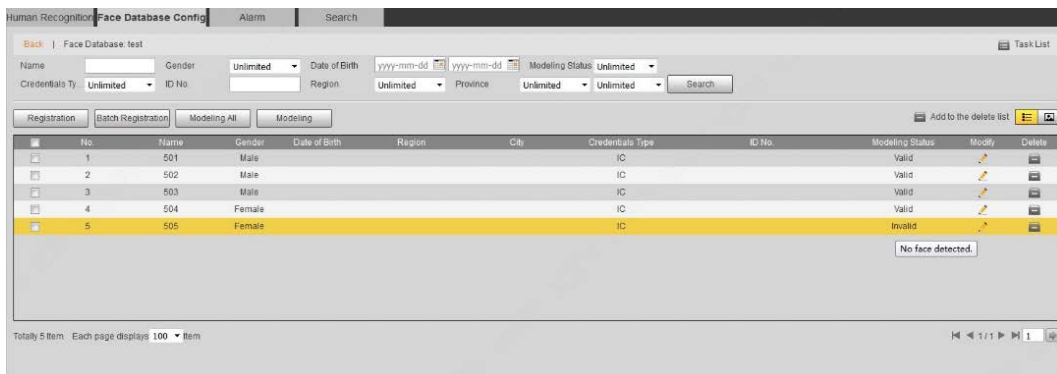 Human Recognition Face Database Config Alarm Search
Back | Face Database: test Task List
Name Gender Unlimited Date of Birth yyyy-mm-dd yyyy-mm-dd Modeling Status Unlimited
Credentials Ty... Unlimited ID No. Region Unlimited Province Unlimited Unlimited Search
Registration Batch Registration Modeling All Modeling Add to the delete list
No. Name Gender Date of Birth Region City Credentials Type ID No. Modeling Status Modify Delete
1 501 Male IC Valid
2 502 Male IC Valid
3 503 Male IC Valid
4 504 Female IC Valid
5 505 Female IC Invalid
No face detected.
Totally 5 Item Each page displays 100 Item 1/1 1